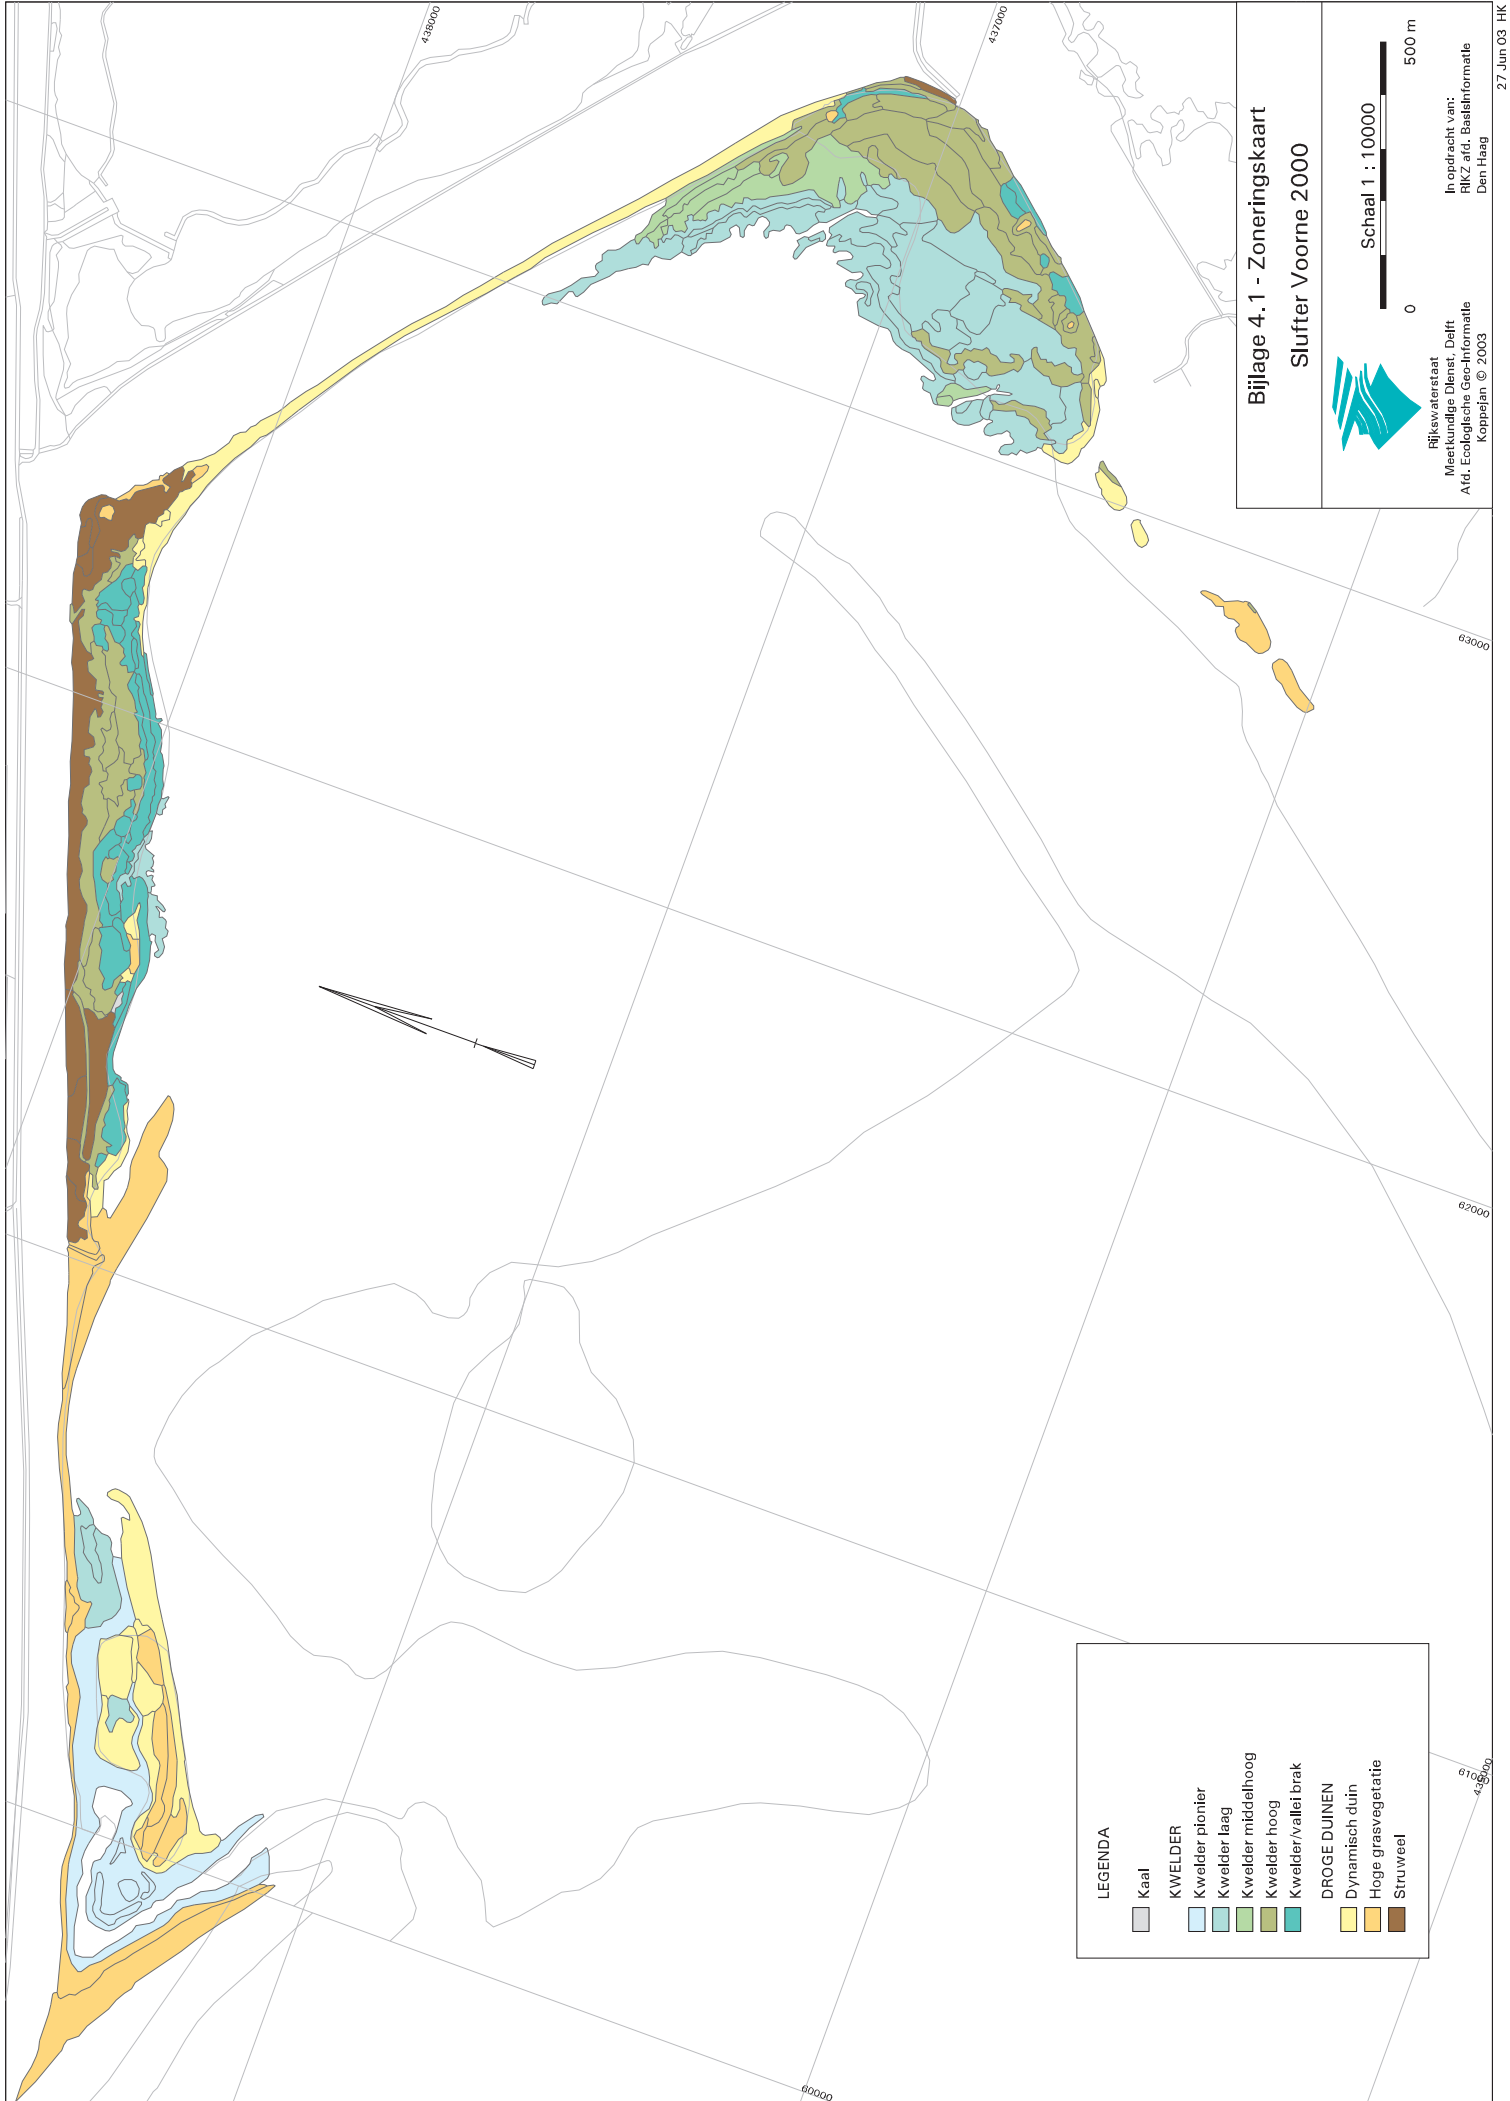 Bijlage 4.1 - Zoneringskaart
Slufter Voorne 2000
Schaal 1 : 10000
0
500 m
Rijkswaterstaat
Meetkundige Dienst, Delft
Afd. Ecologische Geo-Informatie
Koppejan © 2003
In opdracht van:
RIKZ afd. BasisInformatie
Den Haag
27 Jun 03 HK
LEGENDA
Kaal
KWELDER
Kwelder pionier
Kwelder laag
Kwelder middelhoog
Kwelder hoog
Kwelder/vallei brak
DROGE DUINEN
Dynamisch duin
Hoge grasvegetatie
Struweel
438000
437000
63000
62000
61000
60000